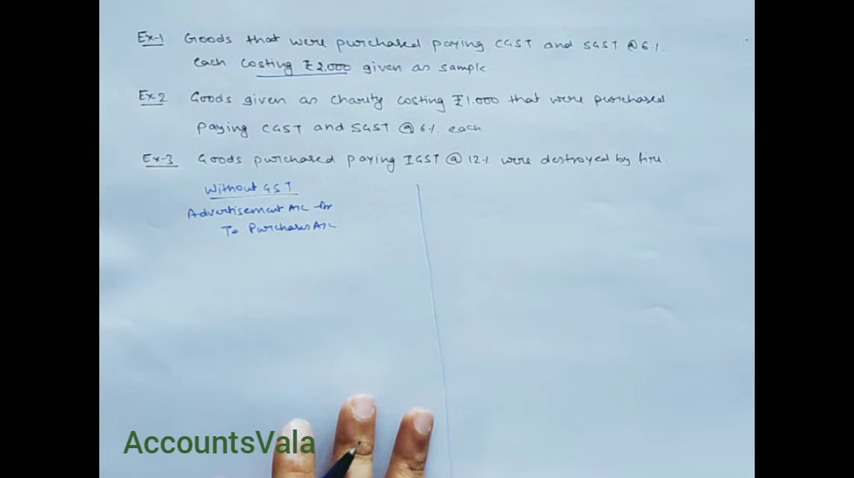 Ex-1 Goods that were purchased paying CGST and SGST @ 6%
each costing ₹2,000 given as sample
Ex-2 Goods given as charity costing ₹1,000 that were purchased
paying CGST and SGST @ 6% each
Ex-3 Goods purchased paying IGST @ 12% were destroyed by fire.
Without GST
Advertisement A/c Dr
To Purchases A/c
AccountsVala